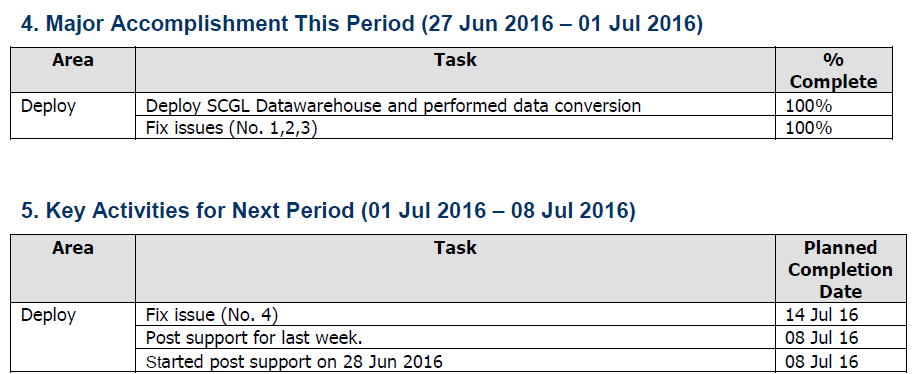 4. Major Accomplishment This Period (27 Jun 2016 – 01 Jul 2016)
Area Task %
Complete
Deploy Deploy SCGL Datawarehouse and performed data conversion 100%
Fix issues (No. 1,2,3) 100%
5. Key Activities for Next Period (01 Jul 2016 – 08 Jul 2016)
Area Task Planned
Completion
Date
Deploy Fix issue (No. 4) 14 Jul 16
Post support for last week. 08 Jul 16
Started post support on 28 Jun 2016 08 Jul 16